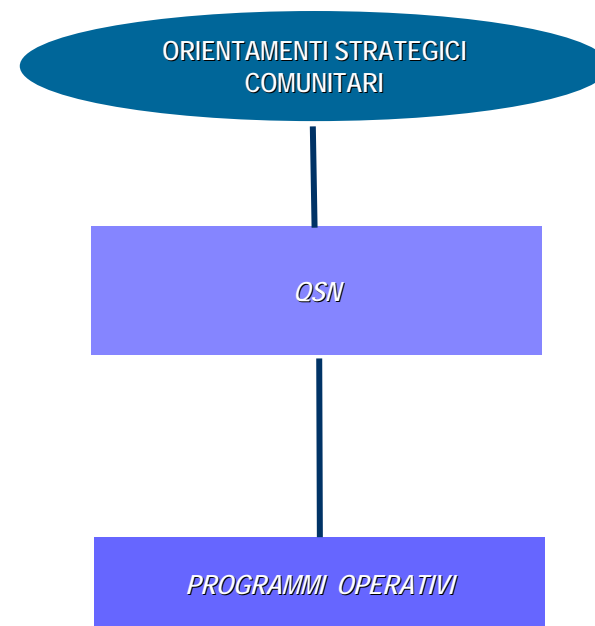 ORIENTAMENTI STRATEGICI
COMUNITARI
QSN
PROGRAMMI OPERATIVI